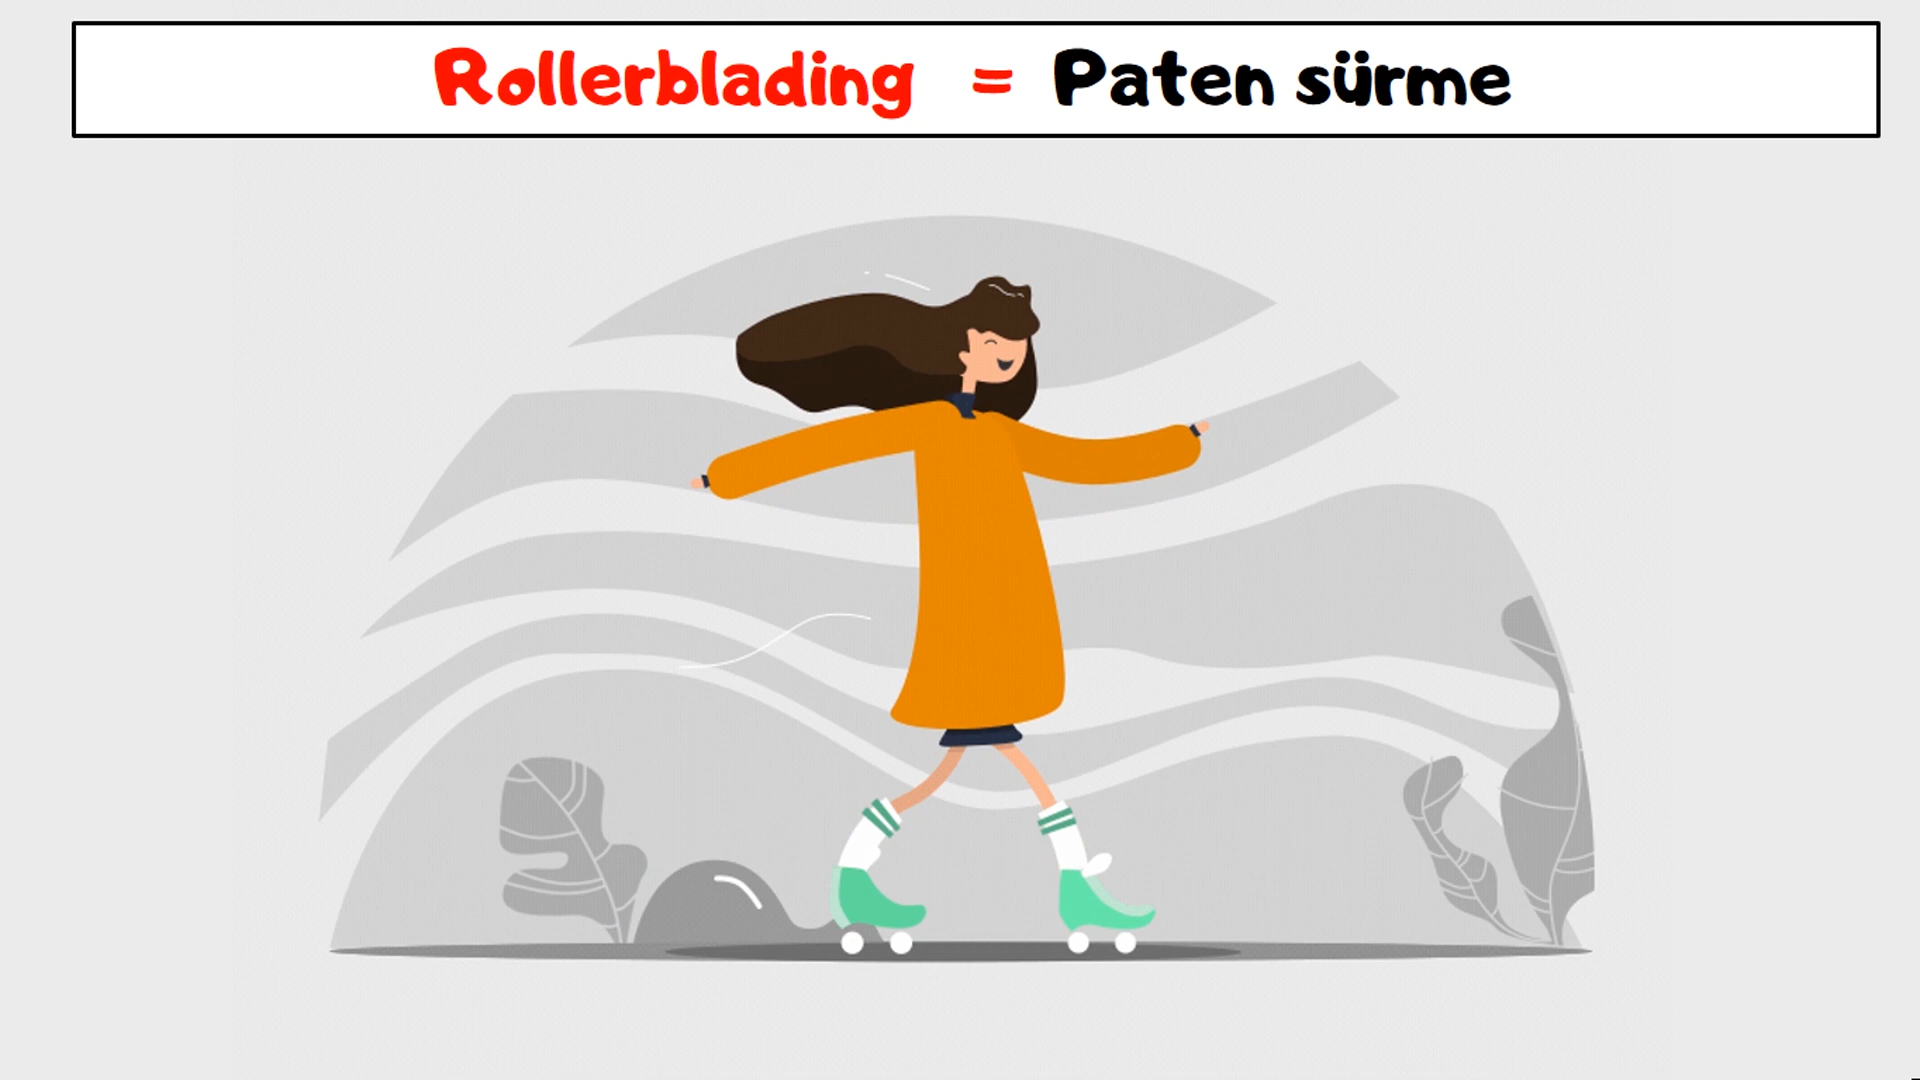 Rollerblading = Paten sürme